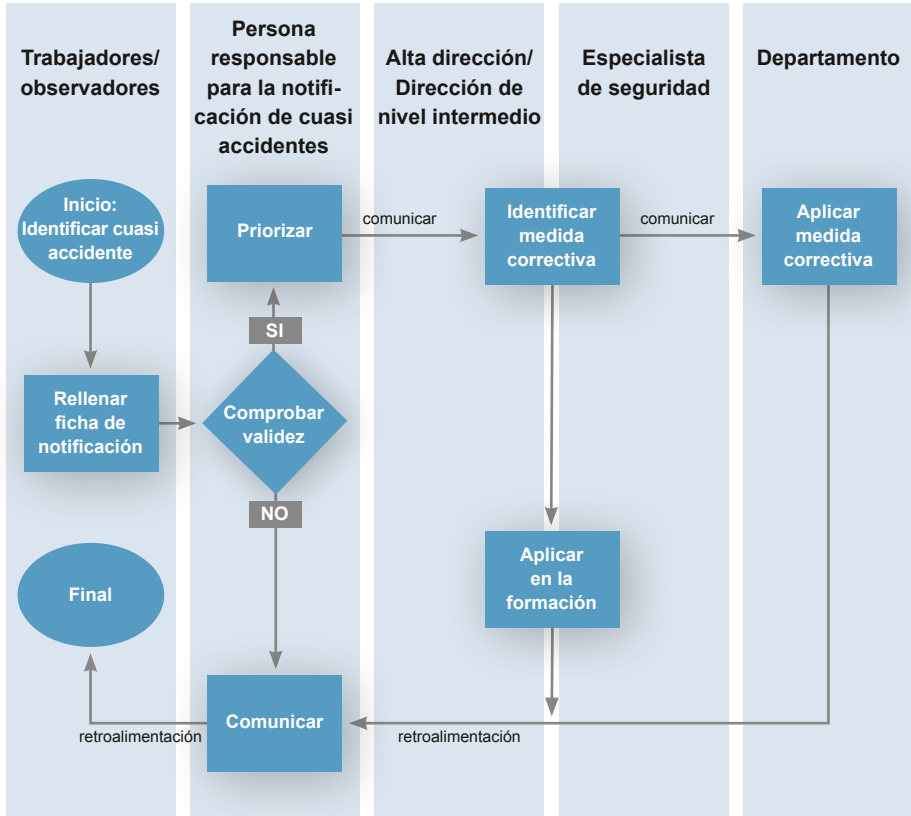 Trabajadores/
observadores
Persona
responsable
para la notifi-
cación de cuasi
accidentes
Alta dirección/
Dirección de
nivel intermedio
Especialista
de seguridad
Departamento
Inicio:
Identificar cuasi
accidente
Priorizar
comunicar
Identificar
medida
correctiva
comunicar
Aplicar
medida
correctiva
SI
Rellenar
ficha de
notificación
Comprobar
validez
NO
Aplicar
en la
formación
Final
Comunicar
retroalimentación
retroalimentación